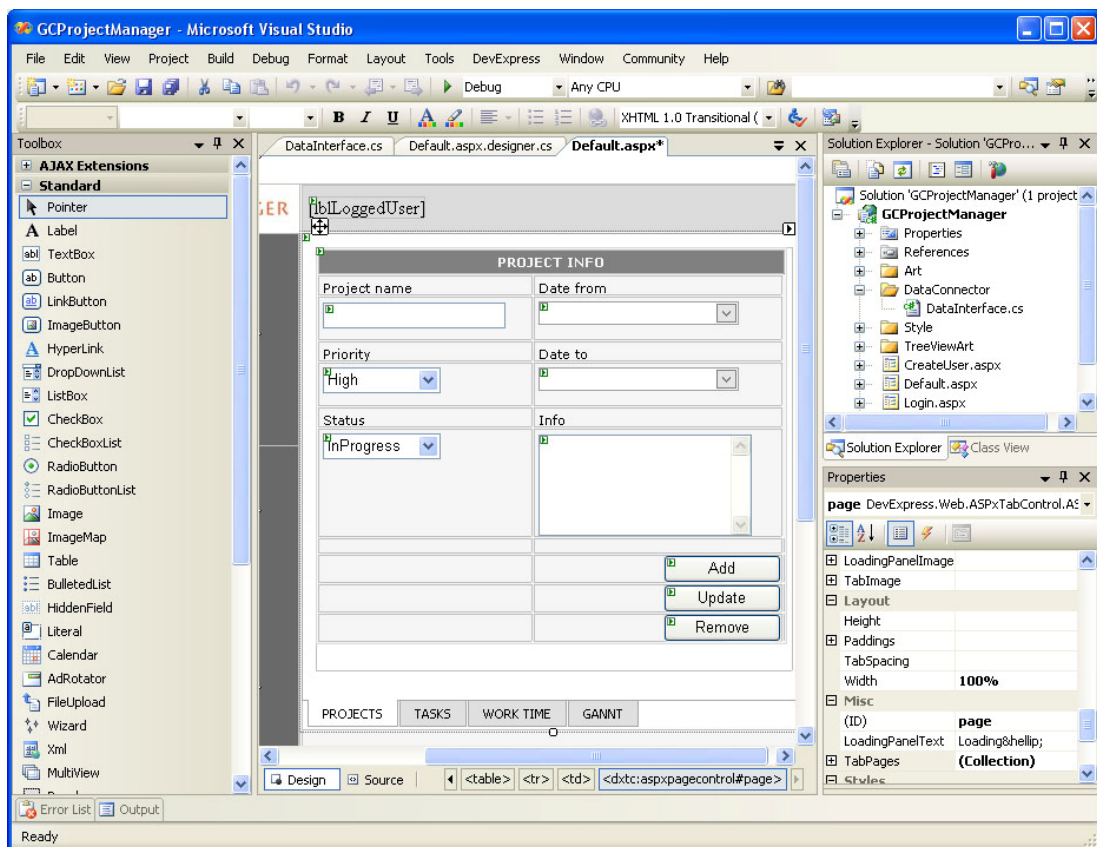 GCProjectManager - Microsoft Visual Studio
File Edit View Project Build Debug Format Layout Tools DevExpress Window Community Help
Debug Any CPU
B I U A XHTML 1.0 Transitional (
Toolbox
AJAX Extensions
Standard
Pointer
A Label
abl TextBox
ab Button
ab LinkButton
ImageButton
A HyperLink
DropDownList
ListBox
CheckBox
CheckBoxList
RadioButton
RadioButtonList
Image
ImageMap
Table
BulletedList
abl HiddenField
Literal
Calendar
AdRotator
FileUpload
Wizard
Xml
MultiView
DataInterface.cs Default.aspx.designer.cs Default.aspx*
GER [lblLoggedUser]
PROJECT INFO
Project name Date from
Priority Date to
High
Status Info
InProgress
Add
Update
Remove
PROJECTS TASKS WORK TIME GANNT
Design Source <table> <tr> <td> <dxtc:aspxpagecontrol#page>
Solution Explorer - Solution 'GCPro...
Solution 'GCProjectManager' (1 project
GCProjectManager
Properties
References
Art
DataConnector
DataInterface.cs
Style
TreeViewArt
CreateUser.aspx
Default.aspx
Login.aspx
Solution Explorer Class View
Properties
page DevExpress.Web.ASPxTabControl.AS
LoadingPanelImage
TabImage
Layout
Height
Paddings
TabSpacing
Width 100%
Misc
(ID) page
LoadingPanelText Loading&hellip;
TabPages (Collection)
Styles
Error List Output
Ready